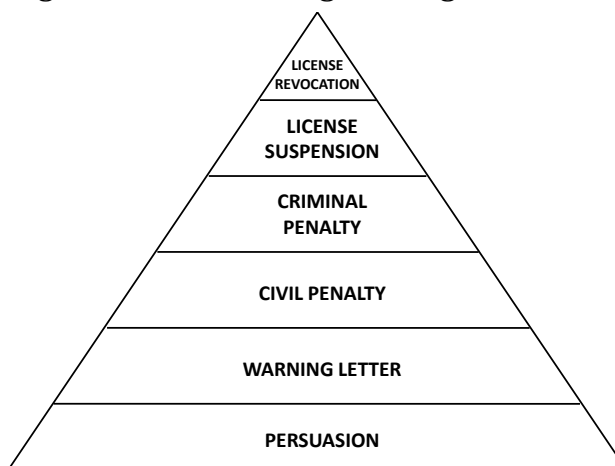 LICENSE
REVOCATION
LICENSE
SUSPENSION
CRIMINAL
PENALTY
CIVIL PENALTY
WARNING LETTER
PERSUASION